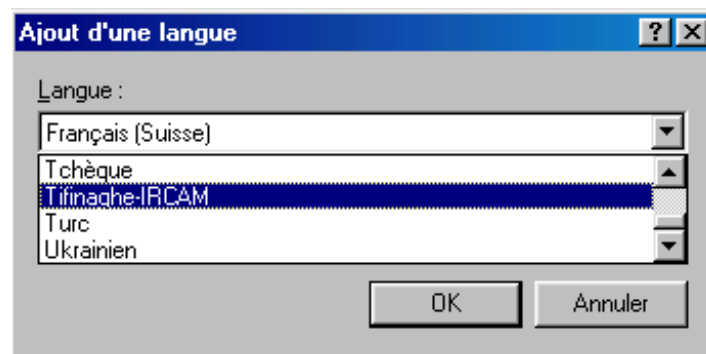 Ajout d'une langue
Langue :
Français (Suisse)
Tchèque
Tifinaghe-IRCAM
Turc
Ukrainien
OK
Annuler